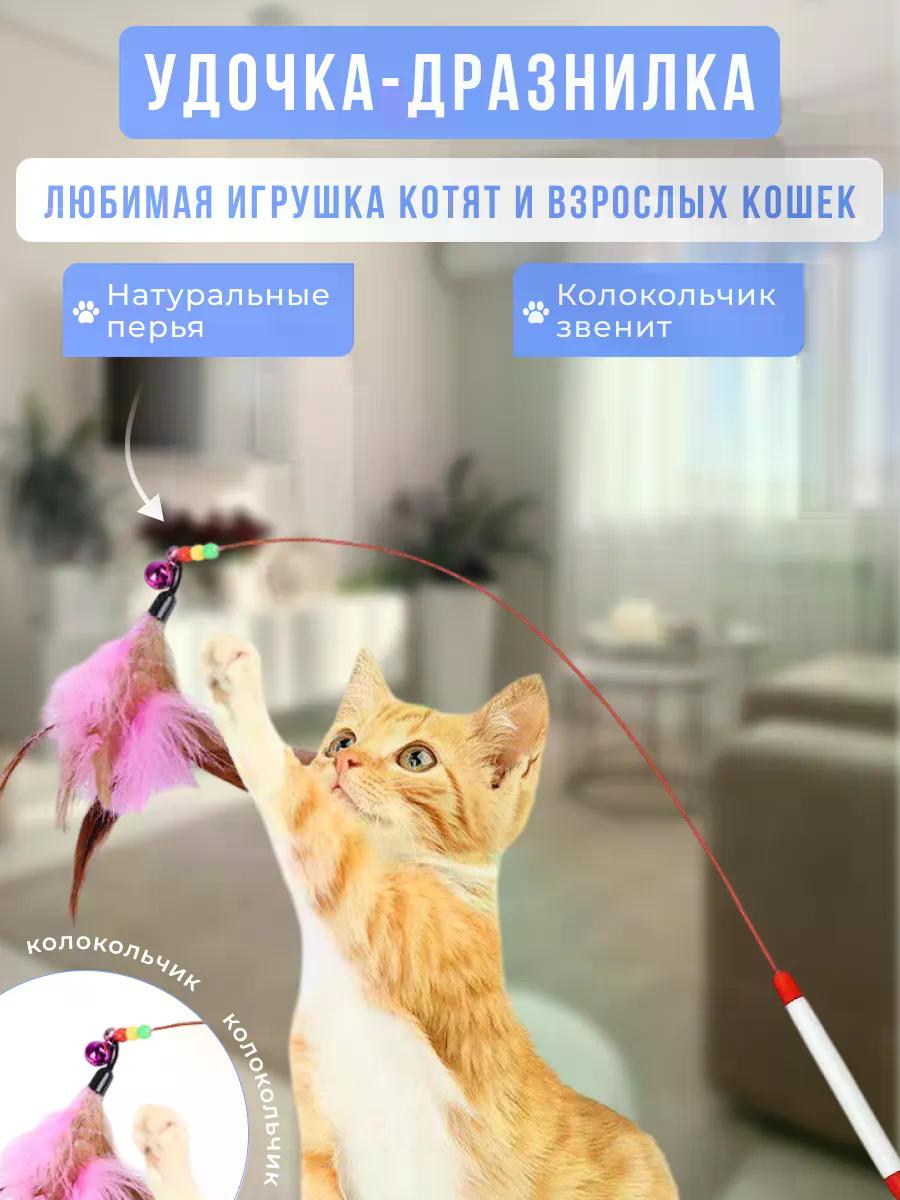 УДОЧКА-ДРАЗНИЛКА
ЛЮБИМАЯ ИГРУШКА КОТЯТ И ВЗРОСЛЫХ КОШЕК
Натуральные
перья
Колокольчик
звенит
колокольчик
колокольчик